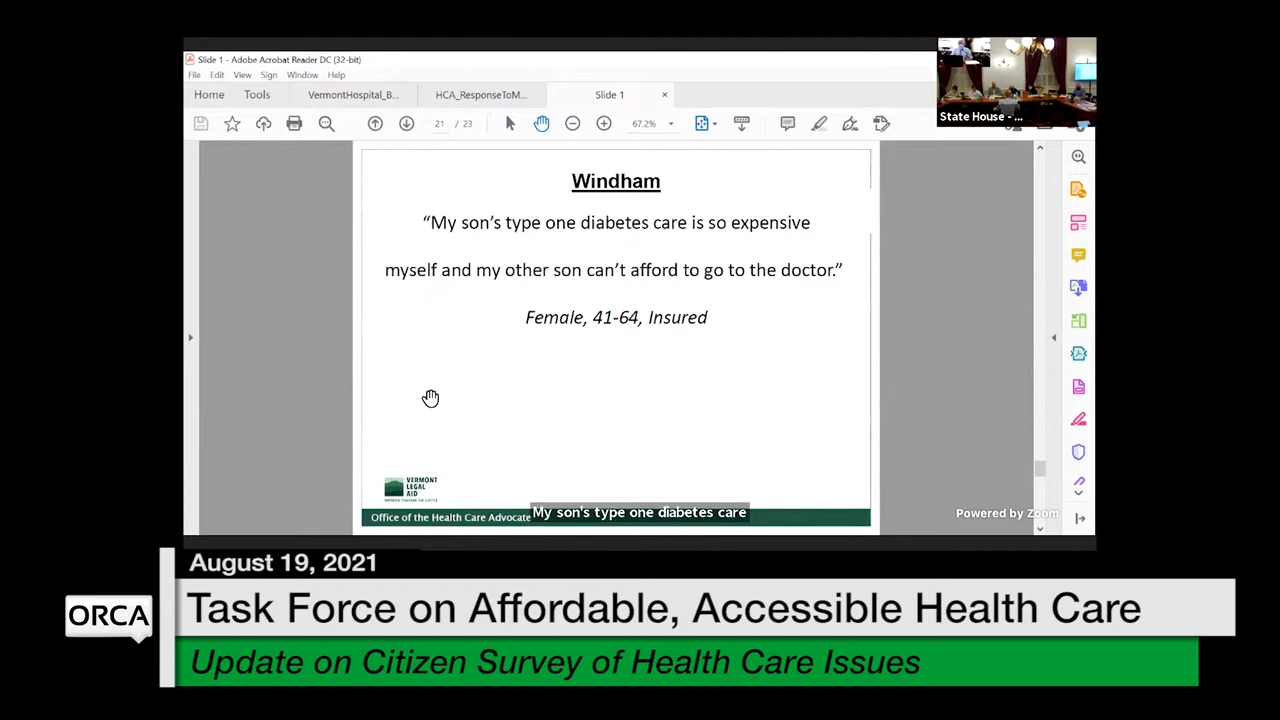 Slide 1 - Adobe Acrobat Reader DC (32-bit)
File Edit View Sign Window Help
Home Tools VermontHospital_B... HCA_ResponseToM... Slide 1 ×
21 / 23 67.2%
State House - ...
Windham
“My son’s type one diabetes care is so expensive
myself and my other son can’t afford to go to the doctor.”
Female, 41-64, Insured
VERMONT
LEGAL
AID
Office of the Health Care Advocate
My son's type one diabetes care
Powered by Zoom
August 19, 2021
ORCA
Task Force on Affordable, Accessible Health Care
Update on Citizen Survey of Health Care Issues